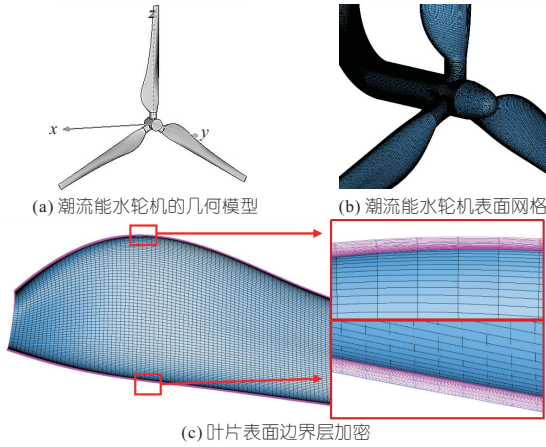 z
x
y
(a) 潮流能水轮机的几何模型
(b) 潮流能水轮机表面网格
(c) 叶片表面边界层加密